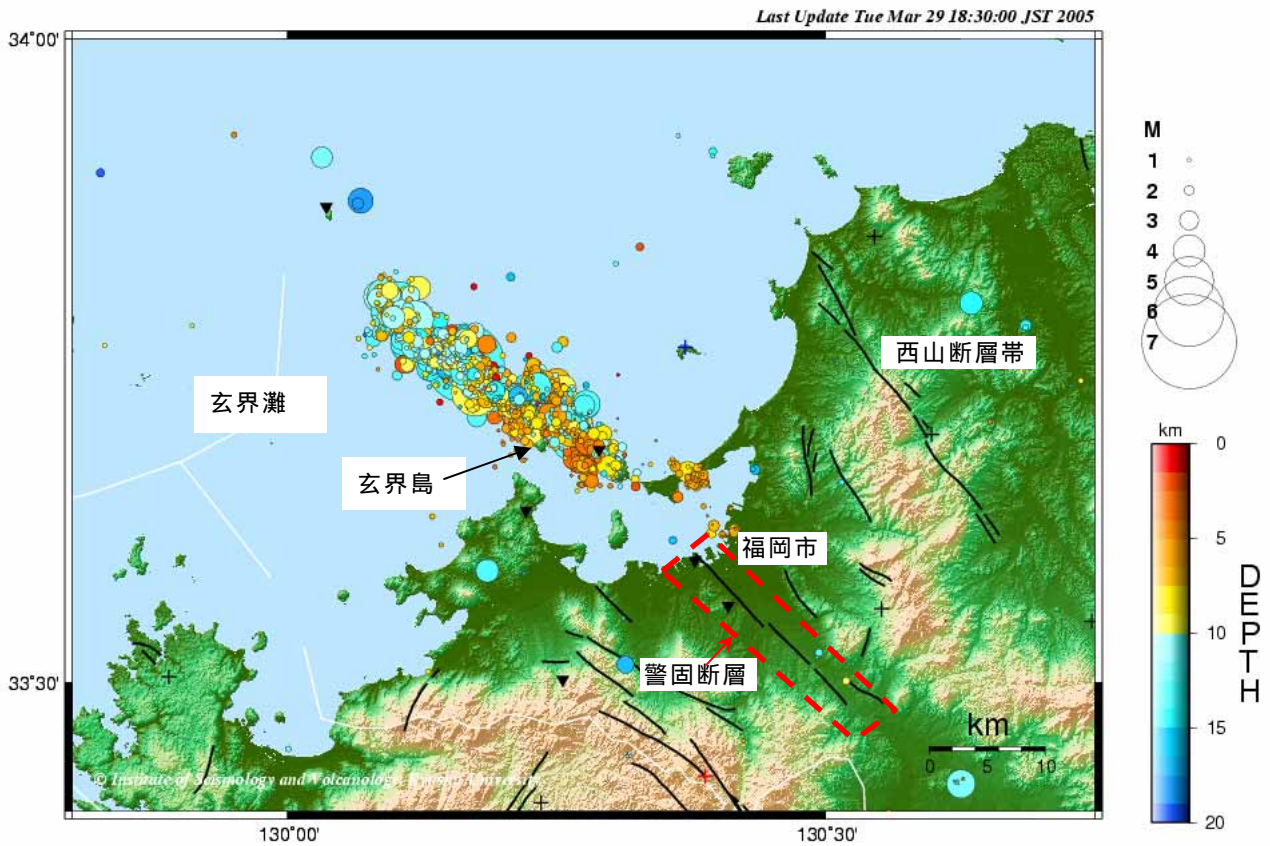 Last Update Tue Mar 29 18:30:00 JST 2005
34°00'
M
1
2
3
4
5
6
7
西山断層帯
玄界灘
玄界島
福岡市
警固断層
33°30'
km
0 5 10
© Institute of Seismology and Volcanology, Kyushu University
130°00'
130°30'
km
0
5
10
15
20
DEPTH